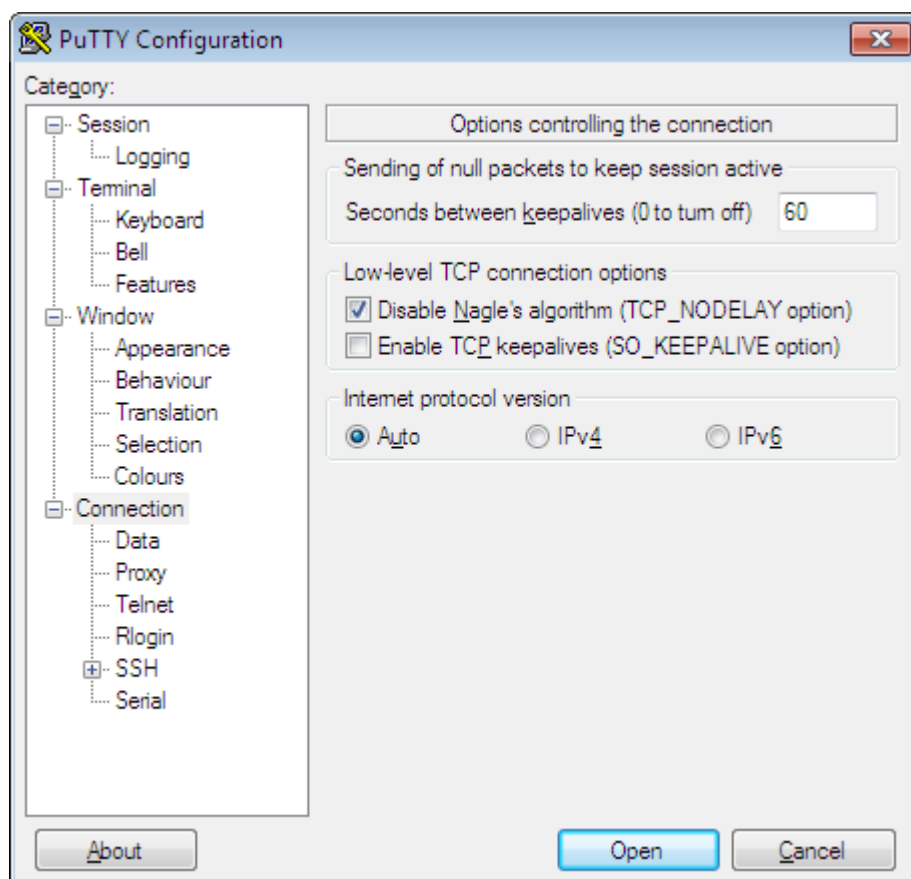 PuTTY Configuration
Category:
Session
Logging
Terminal
Keyboard
Bell
Features
Window
Appearance
Behaviour
Translation
Selection
Colours
Connection
Data
Proxy
Telnet
Rlogin
SSH
Serial
Options controlling the connection
Sending of null packets to keep session active
Seconds between keepalives (0 to turn off) 60
Low-level TCP connection options
Disable Nagle's algorithm (TCP_NODELAY option)
Enable TCP keepalives (SO_KEEPALIVE option)
Internet protocol version
Auto IPv4 IPv6
About Open Cancel